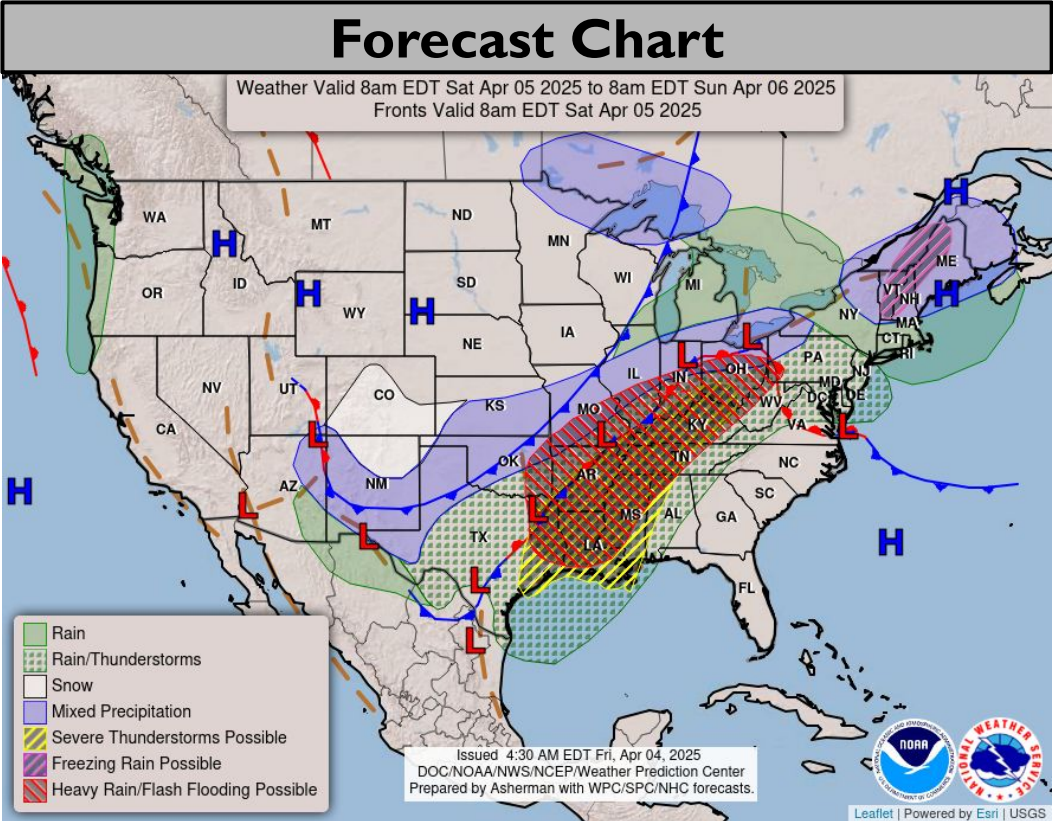 Forecast Chart
Weather Valid 8am EDT Sat Apr 05 2025 to 8am EDT Sun Apr 06 2025
Fronts Valid 8am EDT Sat Apr 05 2025
H
WA
MT
ND
MN
H
ME
OR
ID
H
WY
H
SD
WI
MI
VT
NH
H
NY
MA
CT
RI
NV
UT
CO
NE
IA
IL
IN
L
OH
L
PA
NJ
MD
DE
DC
WV
VA
L
CA
AZ
L
NM
KS
OK
MO
L
KY
TN
NC
SC
H
L
L
TX
L
AR
LA
MS
AL
GA
H
FL
L
L
Rain
Rain/Thunderstorms
Snow
Mixed Precipitation
Severe Thunderstorms Possible
Freezing Rain Possible
Heavy Rain/Flash Flooding Possible
Issued 4:30 AM EDT Fri, Apr 04, 2025
DOC/NOAA/NWS/NCEP/Weather Prediction Center
Prepared by Asherman with WPC/SPC/NHC forecasts.
NOAA
NATIONAL WEATHER SERVICE
Leaflet | Powered by Esri | USGS